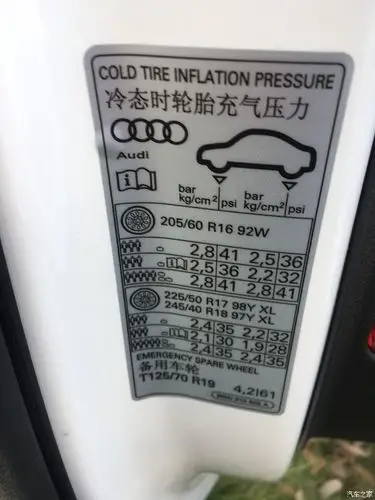 COLD TIRE INFLATION PRESSURE
冷态时轮胎充气压力
Audi
bar
kg/cm² psi bar
kg/cm² psi
205/60 R16 92W
2,8 41 2,5 36
2,5 36 2,2 32
2,8 41 2,8 41
225/50 R17 98Y XL
245/40 R18 97Y XL
2,4 35 2,2 32
2,1 30 1,9 28
2,4 35 2,4 35
EMERGENCY SPARE WHEEL
备用车轮
T125/70 R19 4,2 61
汽车之家